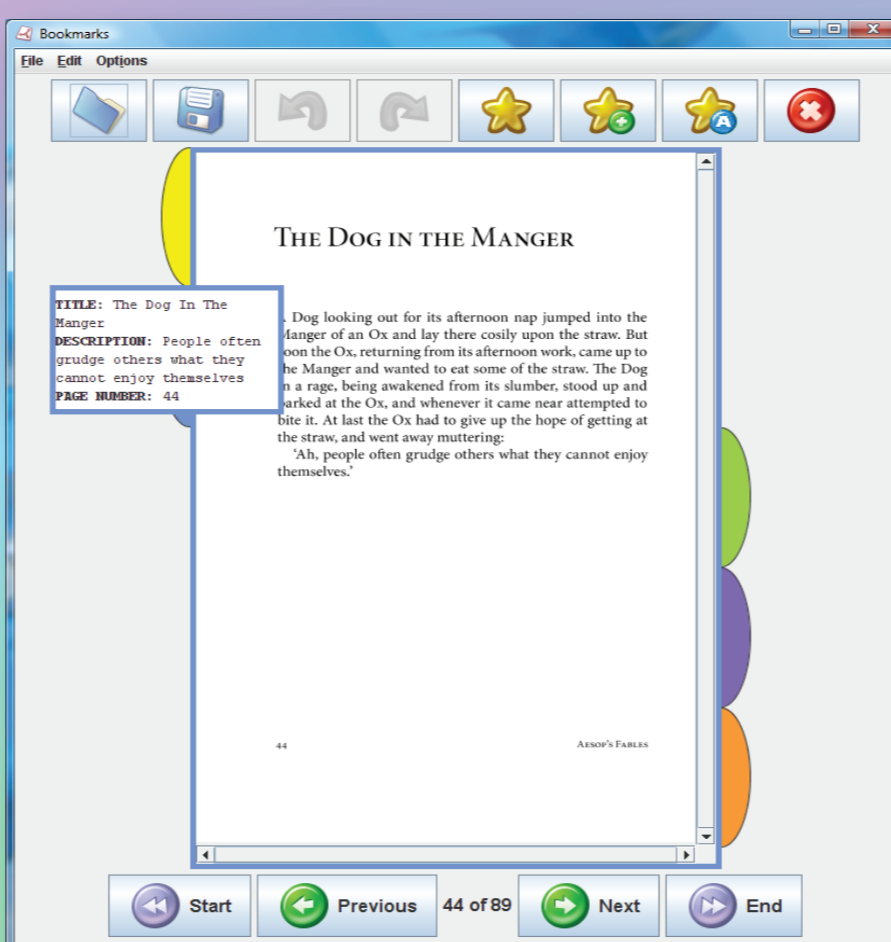 Bookmarks
File Edit Options
THE DOG IN THE MANGER
TITLE: The Dog In The
Manger
DESCRIPTION: People often
grudge others what they
cannot enjoy themselves
PAGE NUMBER: 44
Dog looking out for its afternoon nap jumped into the
Manger of an Ox and lay there cosily upon the straw. But
soon the Ox, returning from its afternoon work, came up to
the Manger and wanted to eat some of the straw. The Dog
in a rage, being awakened from its slumber, stood up and
barked at the Ox, and whenever it came near attempted to
bite it. At last the Ox had to give up the hope of getting at
the straw, and went away muttering:
'Ah, people often grudge others what they cannot enjoy
themselves.'
44 AESOP'S FABLES
Start Previous 44 of 89 Next End